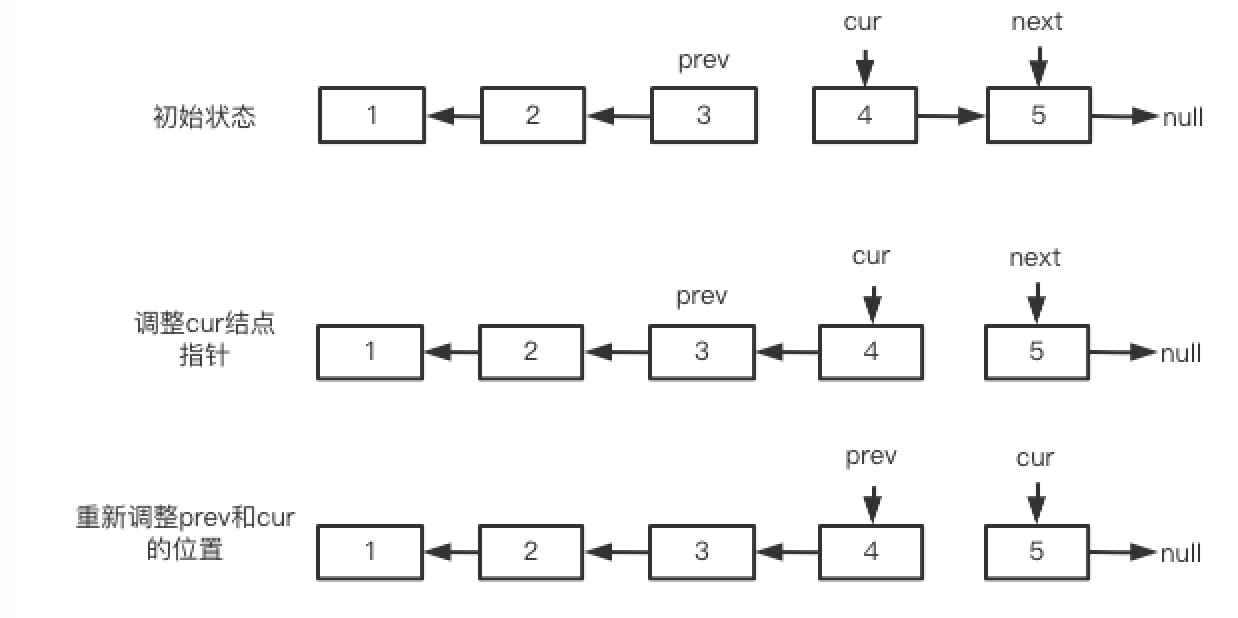 cur next
prev
初始状态 1 2 3 4 5 null
cur next
prev
调整cur结点
指针
1 2 3 4 5 null
prev cur
重新调整prev和cur
的位置
1 2 3 4 5 null